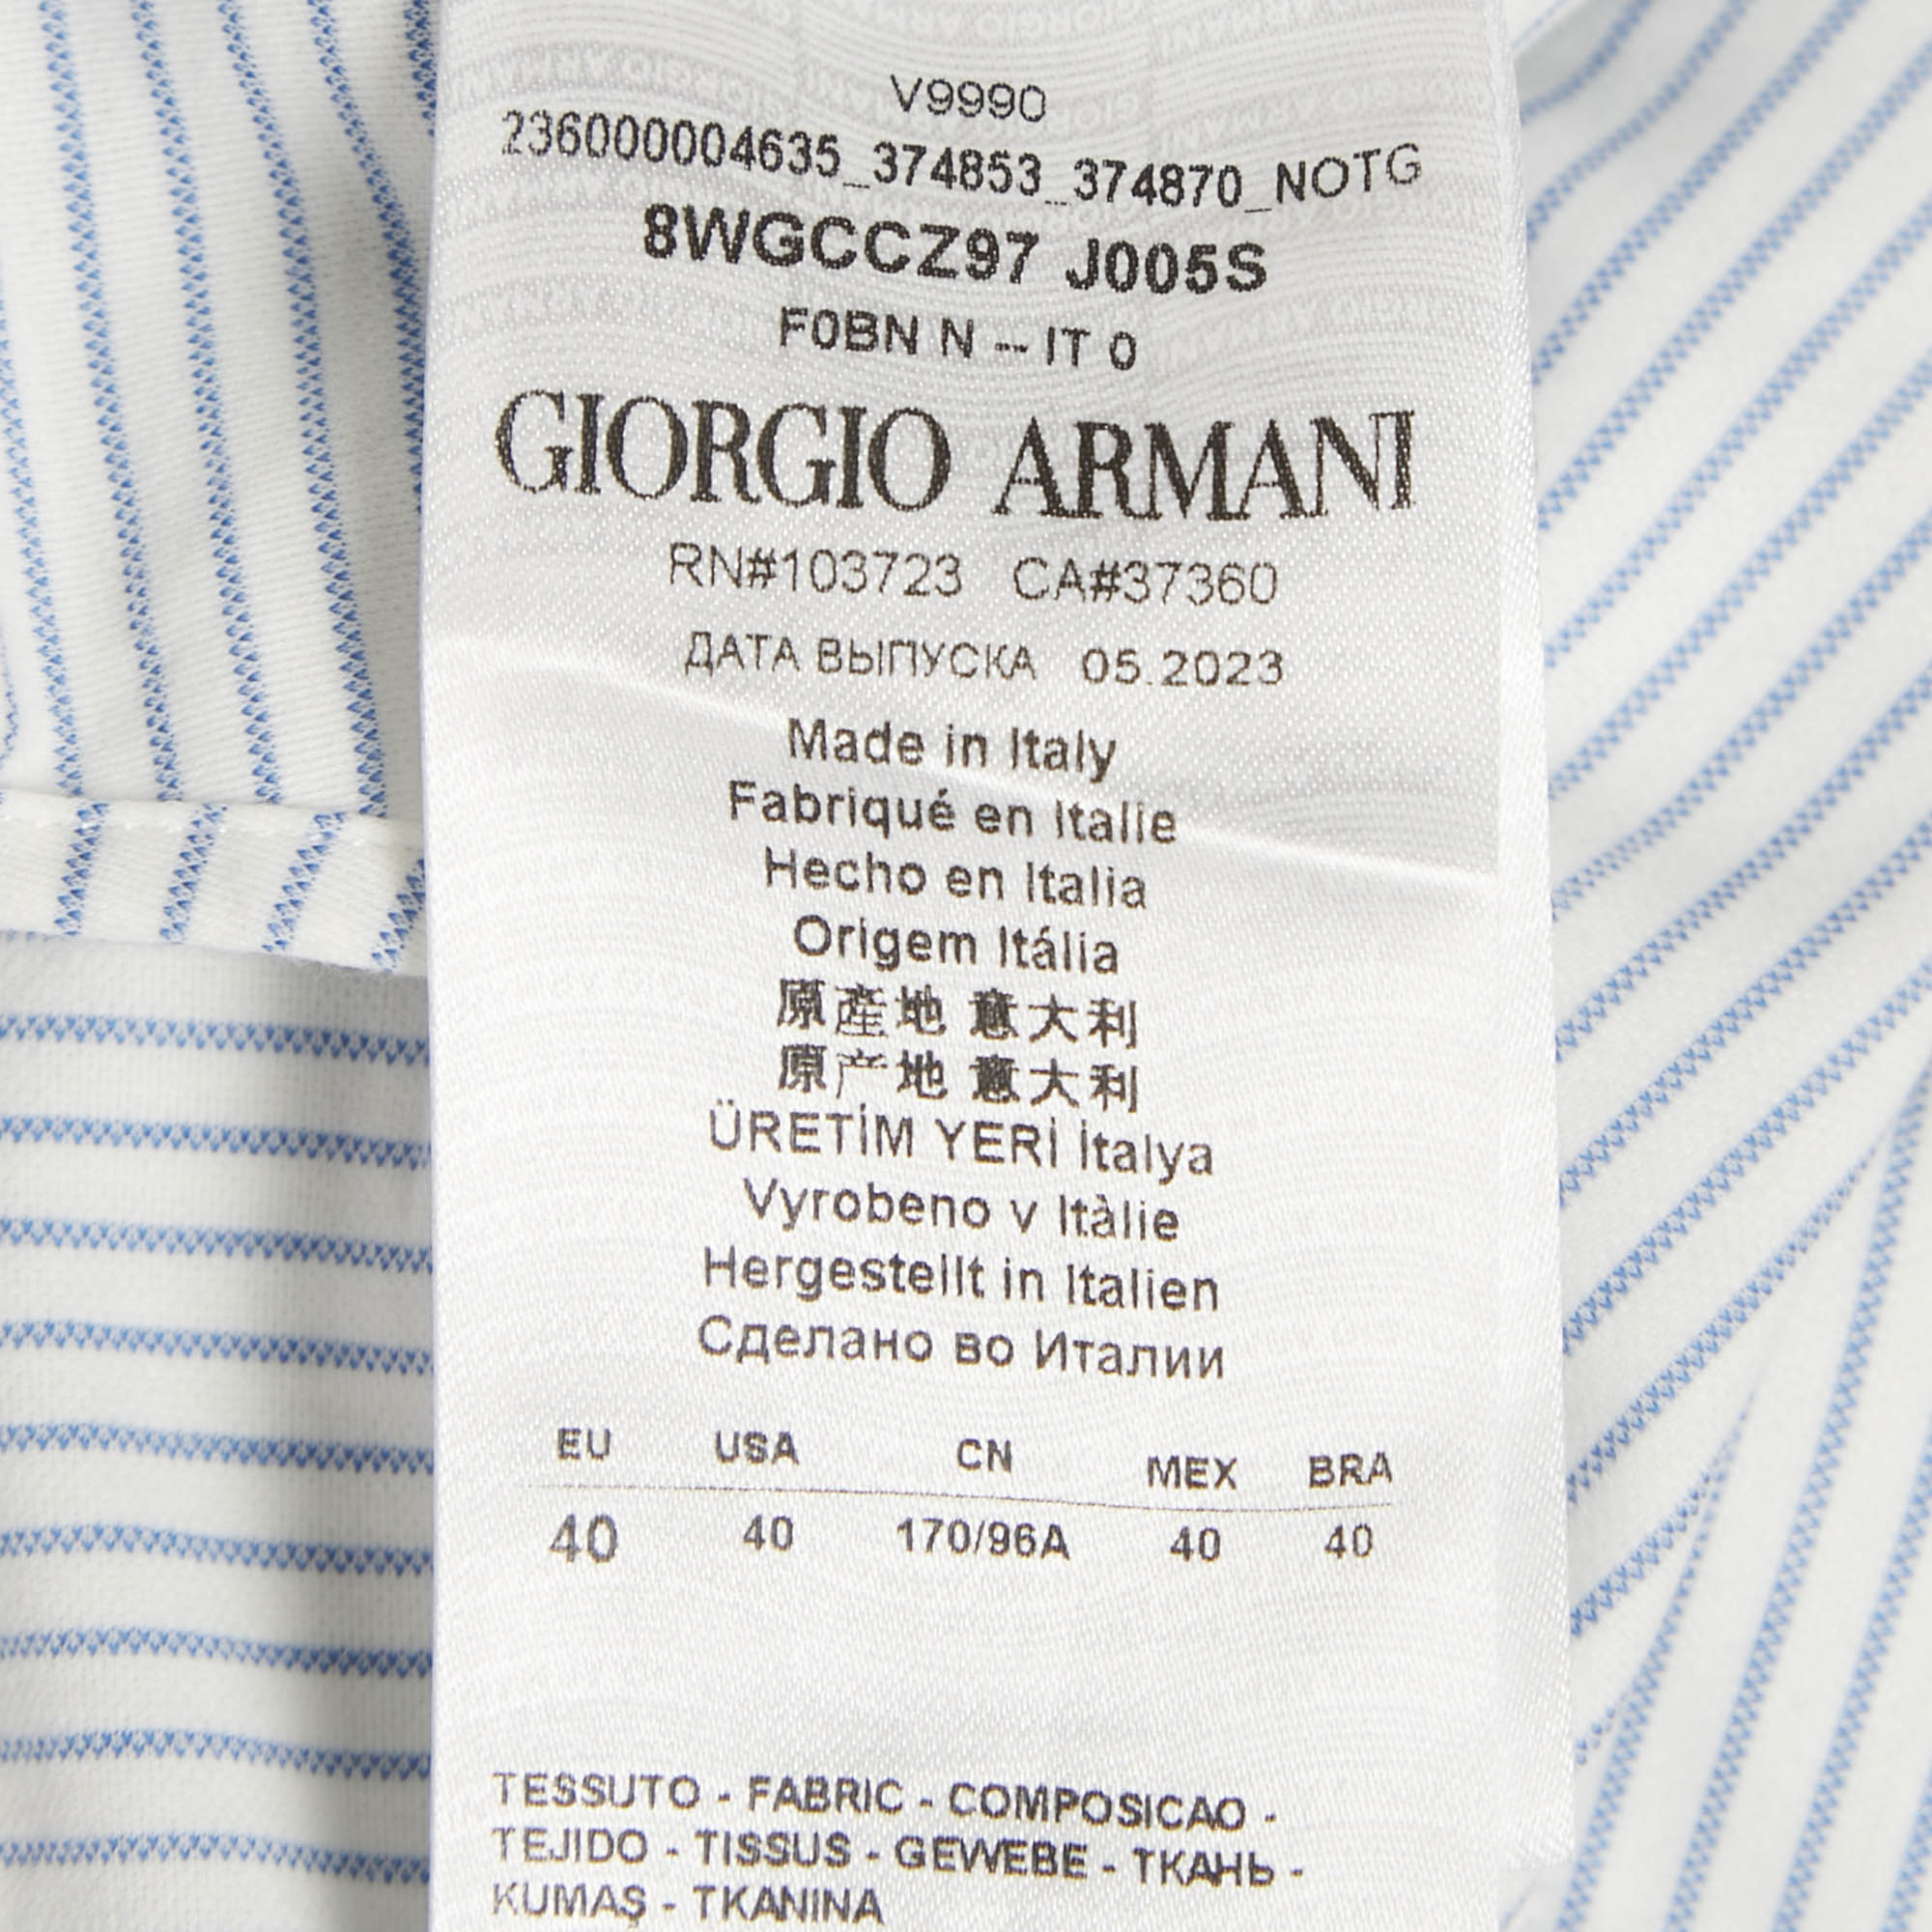 V9990
236000004635_374853_374870_NOTG
8WGCCZ97 J005S
F0BN N -- IT 0
GIORGIO ARMANI
RN#103723 CA#37360
ДАТА ВЫПУСКА 05.2023
Made in Italy
Fabriqué en Italie
Hecho en Italia
Origem Itália
原產地 意大利
原产地 意大利
ÜRETİM YERİ İtalya
Vyrobeno v Itàlie
Hergestellt in Italien
Сделано во Италии
EU USA CN MEX BRA
40 40 170/96A 40 40
TESSUTO - FABRIC - COMPOSICAO -
TEJIDO - TISSUS - GEWEBE - ТКАНЬ -
KUMAŞ - TKANINA